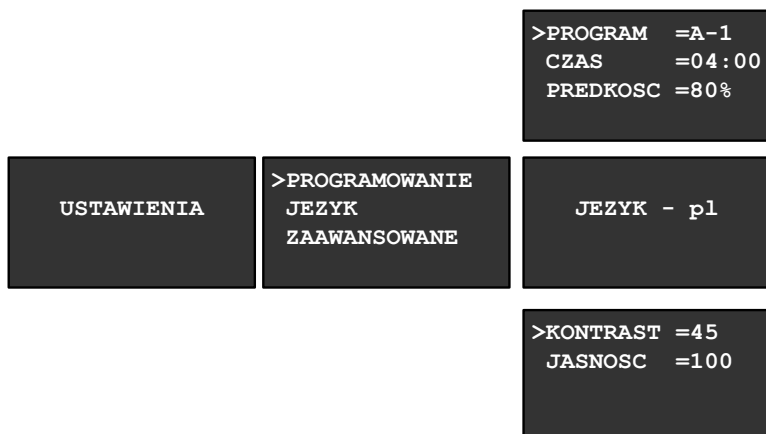 >PROGRAM =A-1
CZAS =04:00
PREDKOSC =80%
USTAWIENIA
>PROGRAMOWANIE
JEZYK
ZAAWANSOWANE
JEZYK - pl
>KONTRAST =45
JASNOSC =100